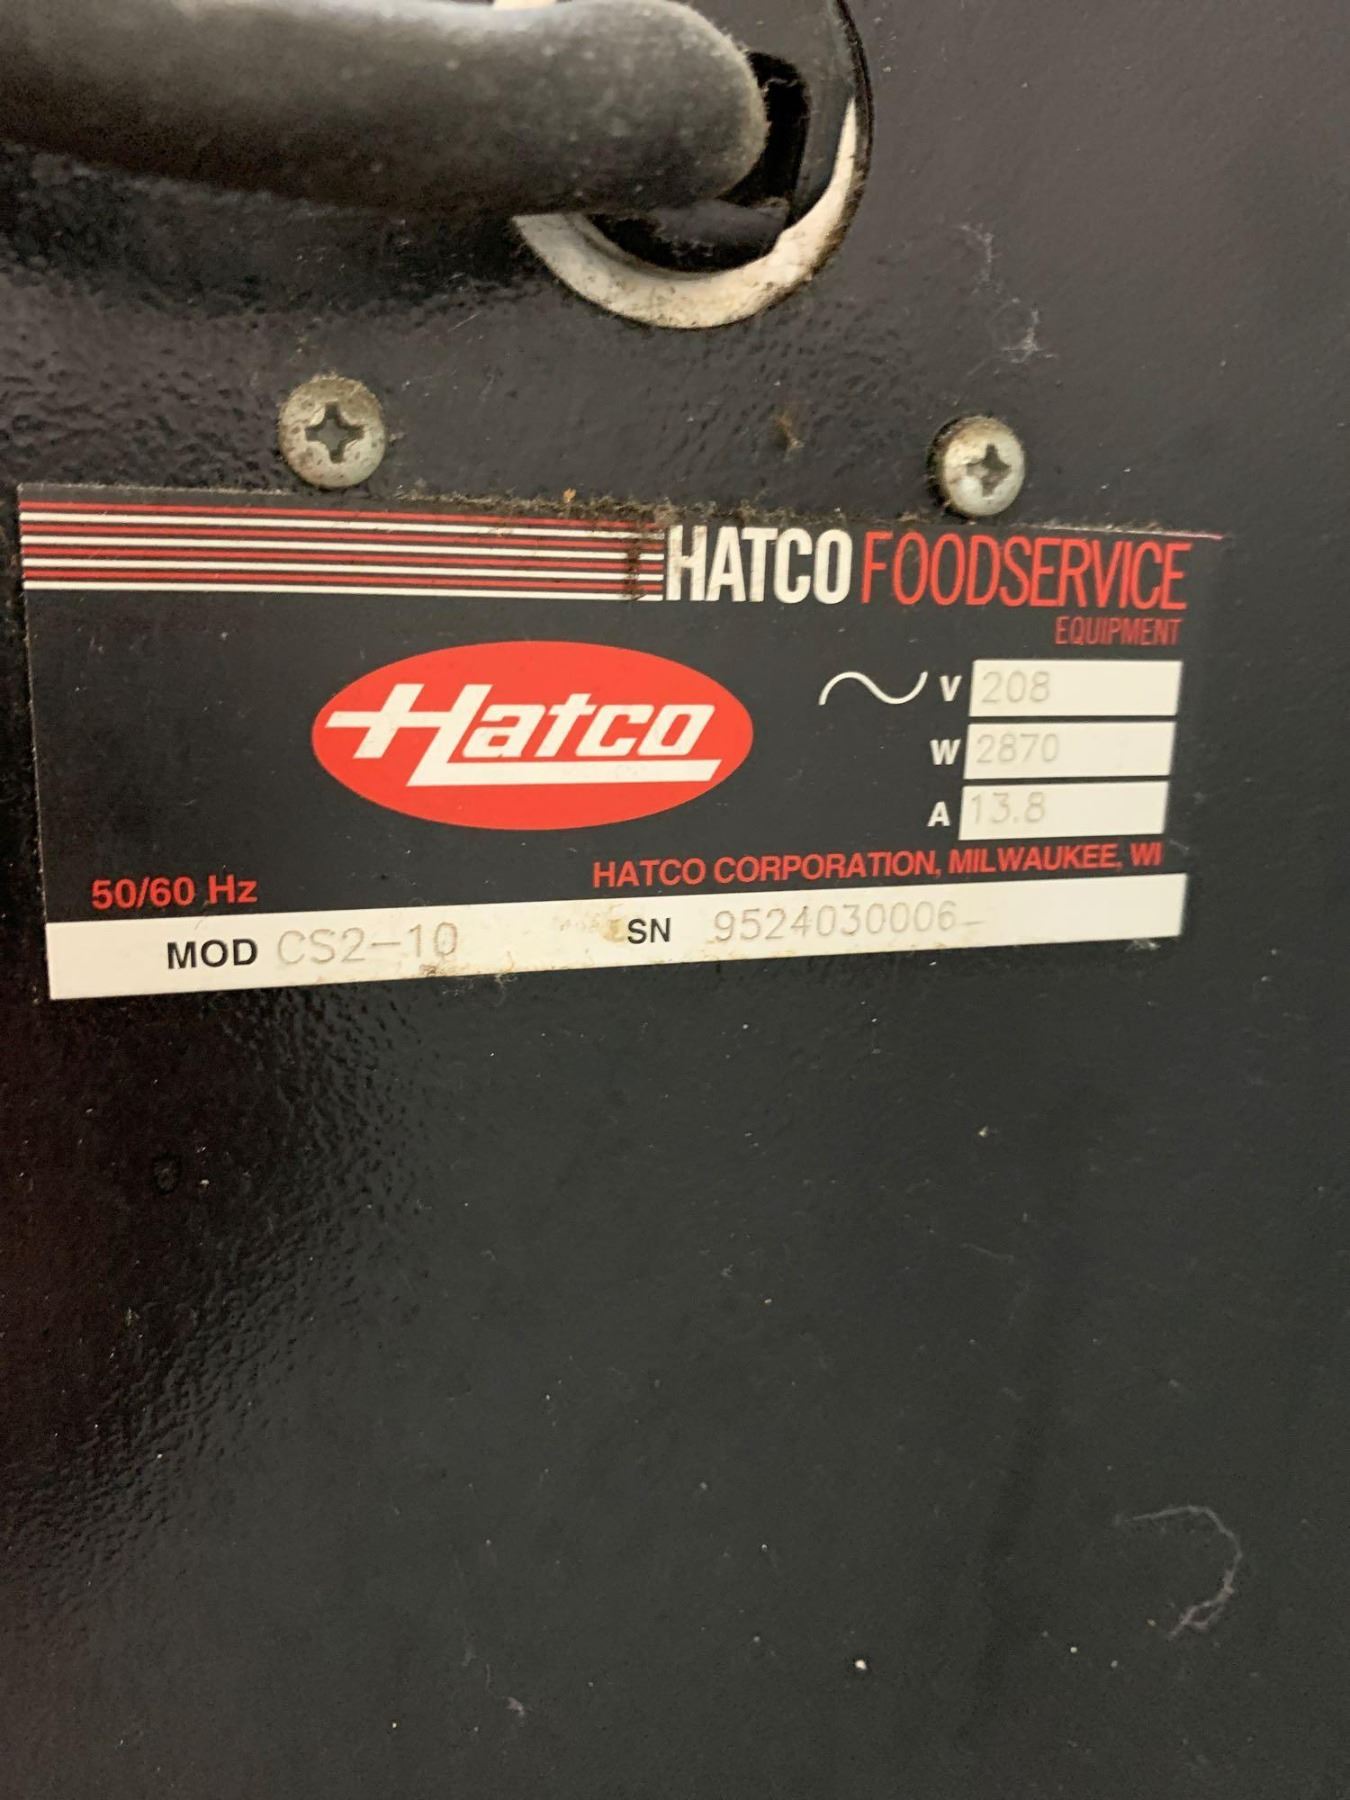 HATCO FOODSERVICE
EQUIPMENT
Hatco
V 208
W 2870
A 13.8
50/60 Hz
HATCO CORPORATION, MILWAUKEE, WI
MOD CS2-10 SN 9524030006-